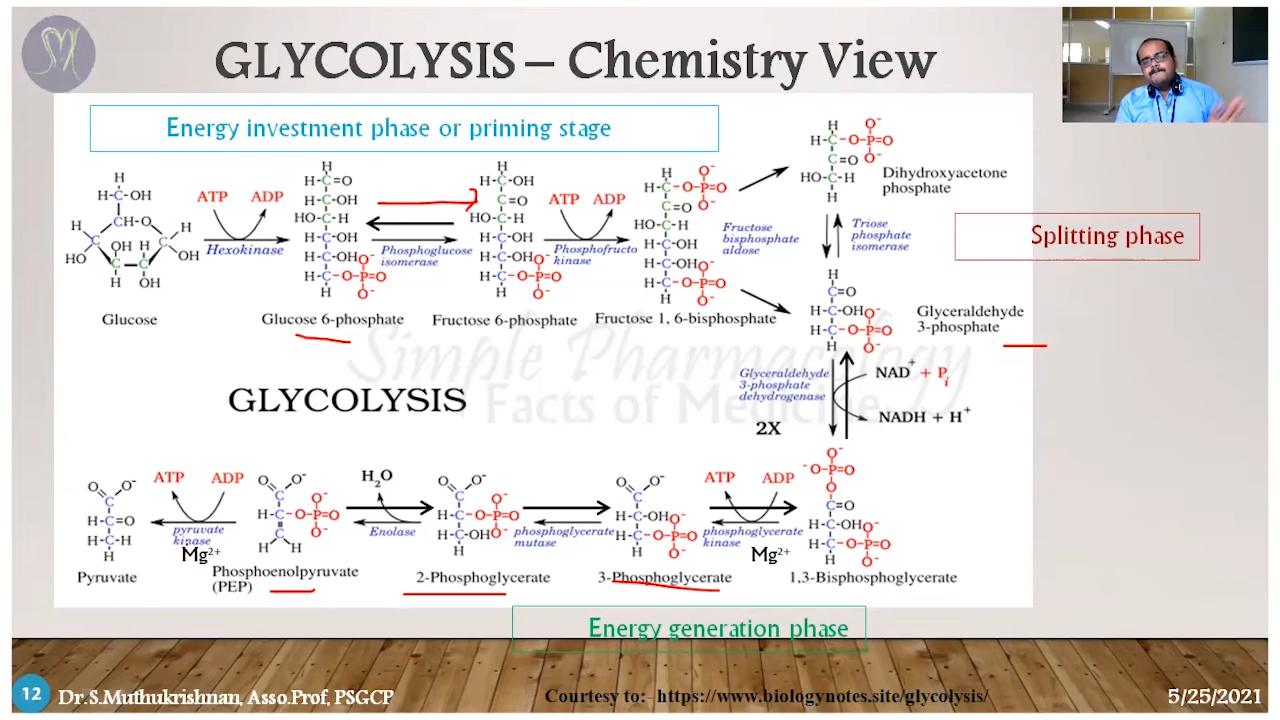 GLYCOLYSIS – Chemistry View
Energy investment phase or priming stage
ATP ADP
Hexokinase
Phosphoglucose
isomerase
ATP ADP
Phosphofructo
kinase
Fructose
bisphosphate
aldose
Dihydroxyacetone
phosphate
Triose
phosphate
isomerase
Splitting phase
Glucose
Glucose 6-phosphate
Fructose 6-phosphate
Fructose 1, 6-bisphosphate
Glyceraldehyde
3-phosphate
Simple Pharmacology
Facts of Medicine
GLYCOLYSIS
Glyceraldehyde
3-phosphate
dehydrogenase
NAD+ + Pi
NADH + H+
2X
ATP ADP
pyruvate
kinase
Mg2+
H2O
Enolase
phosphoglycerate
mutase
ATP ADP
phosphoglycerate
kinase
Mg2+
Pyruvate
Phosphoenolpyruvate
(PEP)
2-Phosphoglycerate
3-Phosphoglycerate
1,3-Bisphosphoglycerate
Energy generation phase
12
Dr.S.Muthukrishnan, Asso.Prof, PSGCP
Courtesy to:- https://www.biologynotes.site/glycolysis/
5/25/2021